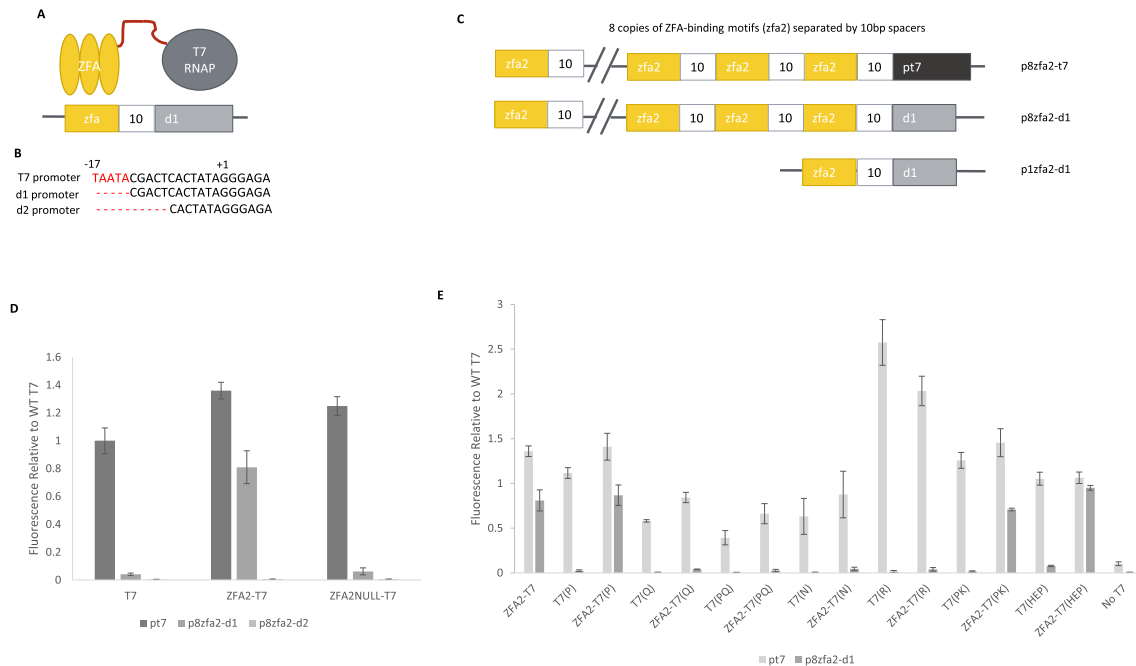 A
ZFA
T7
RNAP
zfa 10 d1
B
-17 +1
T7 promoter TAATACGACTCACTATAGGGAGA
d1 promoter - - - - - CGACTCACTATAGGGAGA
d2 promoter - - - - - - - - - - CACTATAGGGAGA
C
8 copies of ZFA-binding motifs (zfa2) separated by 10bp spacers
zfa2 10 zfa2 10 zfa2 10 zfa2 10 pt7 p8zfa2-t7
zfa2 10 zfa2 10 zfa2 10 zfa2 10 d1 p8zfa2-d1
zfa2 10 d1 p1zfa2-d1
D
Fluorescence Relative to WT T7
1.6
1.4
1.2
1
0.8
0.6
0.4
0.2
0
T7 ZFA2-T7 ZFA2NULL-T7
pt7 p8zfa2-d1 p8zfa2-d2
E
Fluorescence Relative to WT T7
3
2.5
2
1.5
1
0.5
0
ZFA2-T7
T7(P)
ZFA2-T7(P)
T7(Q)
ZFA2-T7(Q)
T7(PQ)
ZFA2-T7(PQ)
T7(N)
ZFA2-T7(N)
T7(R)
ZFA2-T7(R)
T7(PK)
ZFA2-T7(PK)
T7(HEP)
ZFA2-T7(HEP)
No T7
pt7 p8zfa2-d1